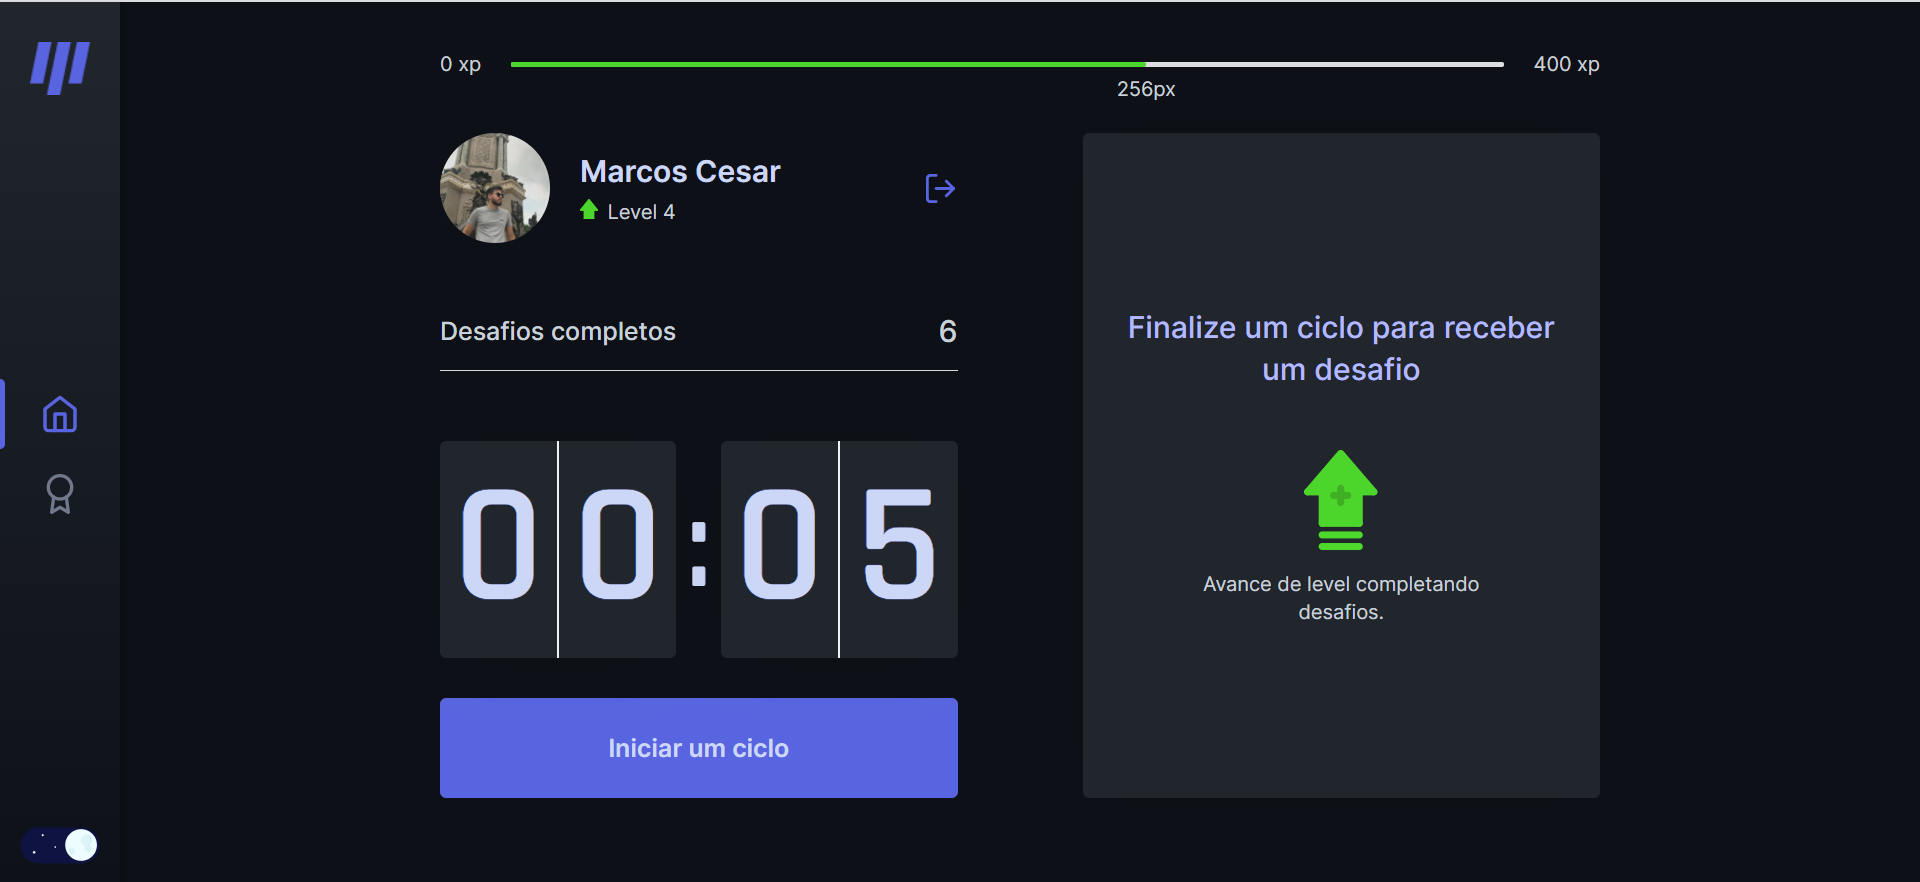 0 xp
400 xp
256px
Marcos Cesar
Level 4
Desafios completos
6
00:05
Iniciar um ciclo
Finalize um ciclo para receber
um desafio
Avance de level completando
desafios.